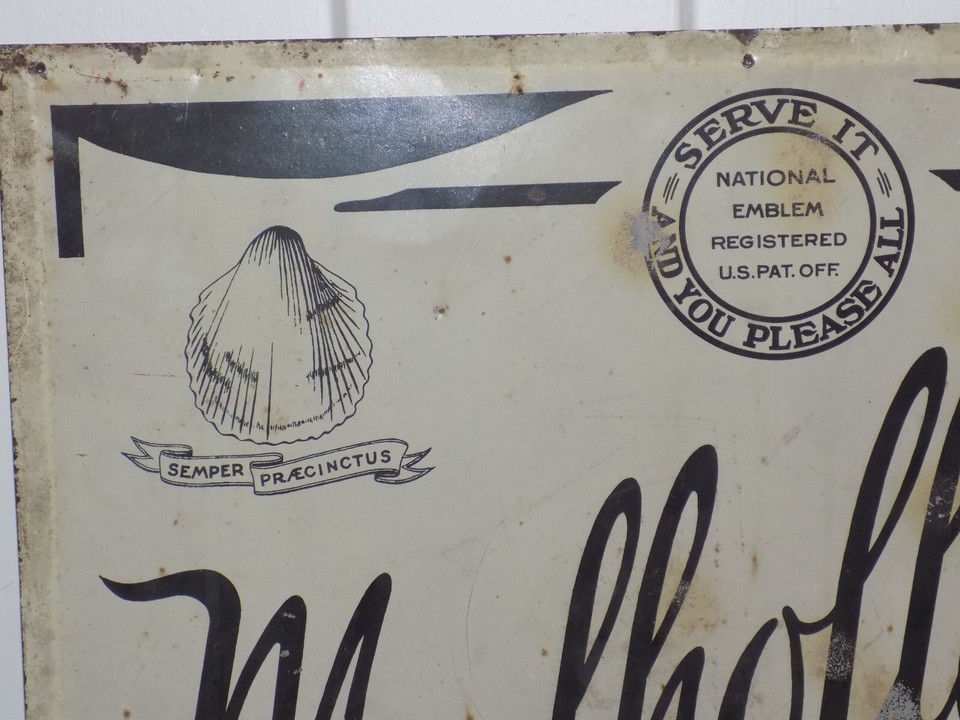 SERVE IT
AND YOU PLEASE ALL
NATIONAL
EMBLEM
REGISTERED
U.S.PAT. OFF.
SEMPER PRÆCINCTUS